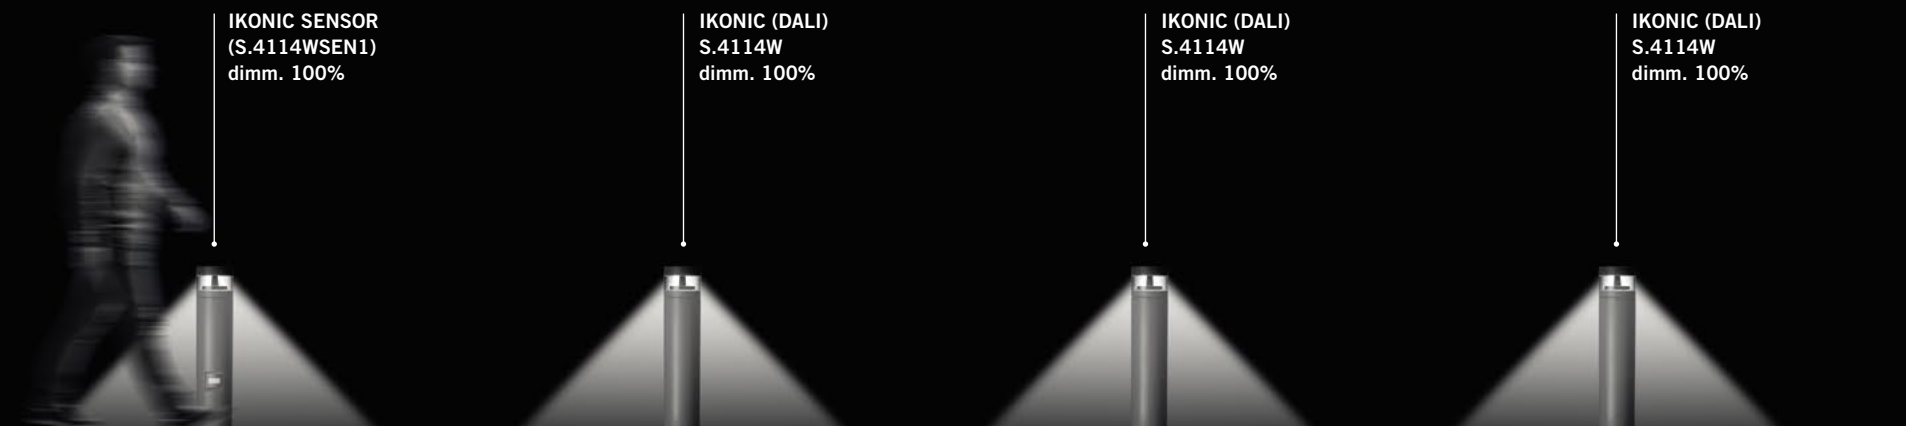 IKONIC SENSOR
(S.4114WSEN1)
dimm. 100%
IKONIC (DALI)
S.4114W
dimm. 100%
IKONIC (DALI)
S.4114W
dimm. 100%
IKONIC (DALI)
S.4114W
dimm. 100%